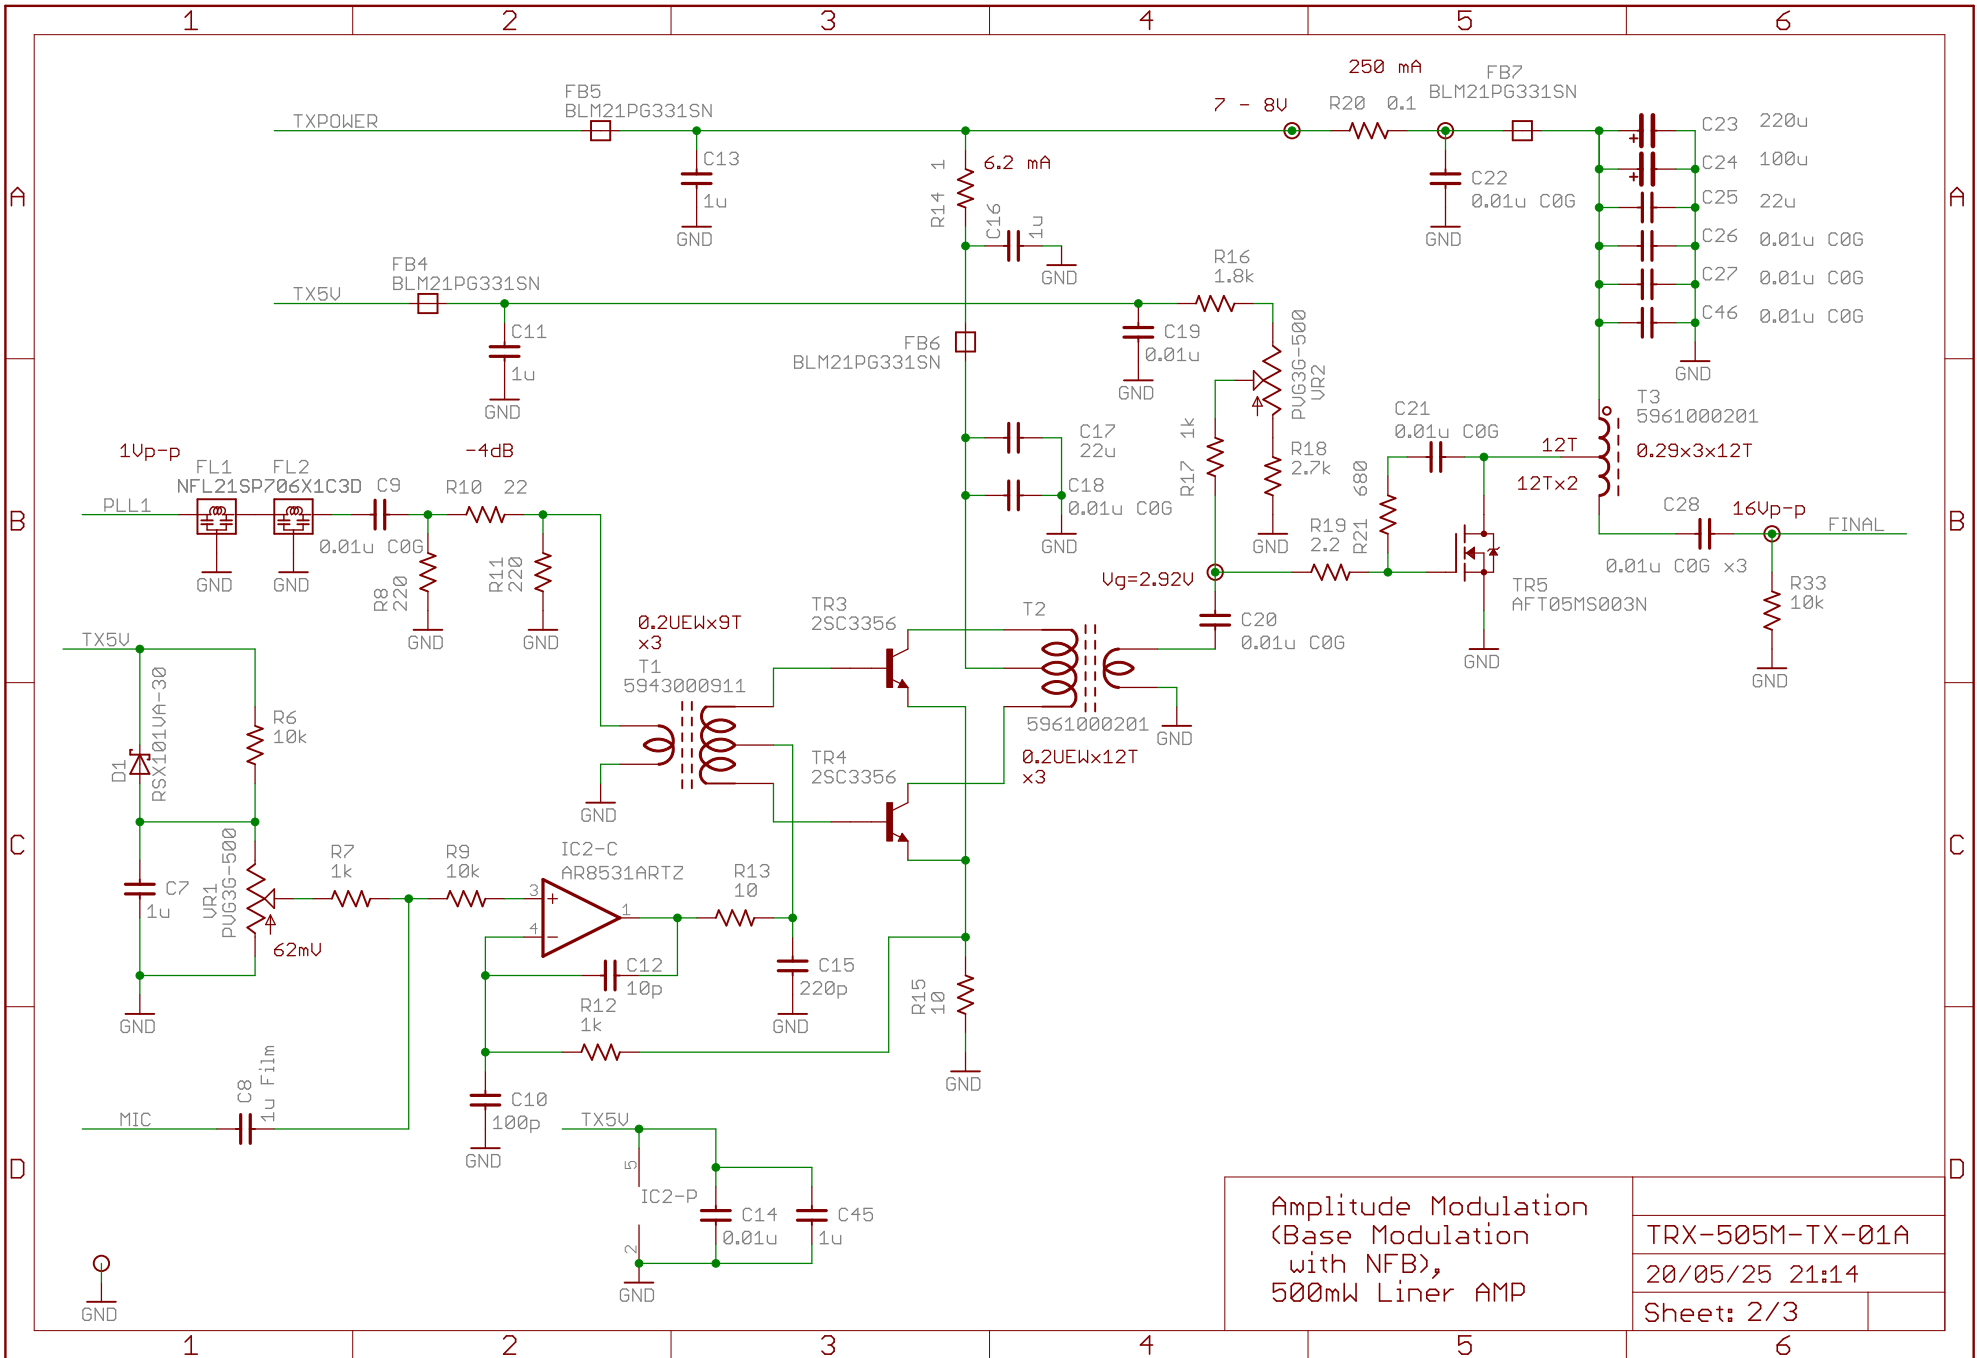 1 2 3 4 5 6
A
A
B
B
C
C
D
D
TXPOWER
FB5
BLM21PG331SN
C13
1u
GND
1
6.2 mA
R14
C16
1u
GND
7 - 8V
250 mA
R20 0.1
FB7
BLM21PG331SN
C22
0.01u C0G
GND
C23 220u
C24 100u
C25 22u
C26 0.01u C0G
C27 0.01u C0G
C46 0.01u C0G
GND
TX5V
FB4
BLM21PG331SN
C11
1u
GND
FB6
BLM21PG331SN
C19
0.01u
GND
R16
1.8k
PVG3G-500
VR2
R17 1k
R18
2.7k
GND
C17
22u
C18
0.01u C0G
GND
C21
0.01u C0G
R21 680
R19
2.2
Vg=2.92V
C20
0.01u C0G
TR5
AFT05MS003N
GND
T3
5961000201
12T
0.29x3x12T
12Tx2
C28
0.01u C0G x3
16Vp-p
FINAL
R33
10k
GND
1Vp-p
-4dB
PLL1
FL1
FL2
NFL21SP706X1C3D
GND
GND
C9
0.01u C0G
R10 22
R8
220
GND
R11
220
GND
0.2UEWx9T
x3
T1
5943000911
GND
TR3
2SC3356
TR4
2SC3356
T2
5961000201
0.2UEWx12T
x3
GND
TX5V
D1
RSX101VA-30
R6
10k
C7
1u
VR1
PVG3G-500
62mV
GND
R7
1k
R9
10k
IC2-C
AR8531ARTZ
3
4
1
+
-
R13
10
C12
10p
R12
1k
C15
220p
GND
R15
10
GND
C10
100p
GND
MIC
C8
1u Film
TX5V
5
IC2-P
2
C14
0.01u
C45
1u
GND
GND
Amplitude Modulation
(Base Modulation
with NFB),
500mW Liner AMP
TRX-505M-TX-01A
20/05/25 21:14
Sheet: 2/3
1 2 3 4 5 6